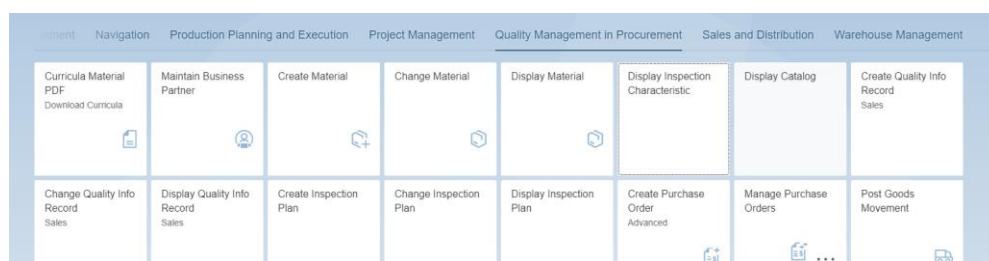 Navigation Production Planning and Execution Project Management Quality Management in Procurement Sales and Distribution Warehouse Management
Curricula Material
PDF
Download Curricula
Maintain Business
Partner
Create Material
Change Material
Display Material
Display Inspection
Characteristic
Display Catalog
Create Quality Info
Record
Sales
Change Quality Info
Record
Sales
Display Quality Info
Record
Sales
Create Inspection
Plan
Change Inspection
Plan
Display Inspection
Plan
Create Purchase
Order
Advanced
Manage Purchase
Orders
Post Goods
Movement